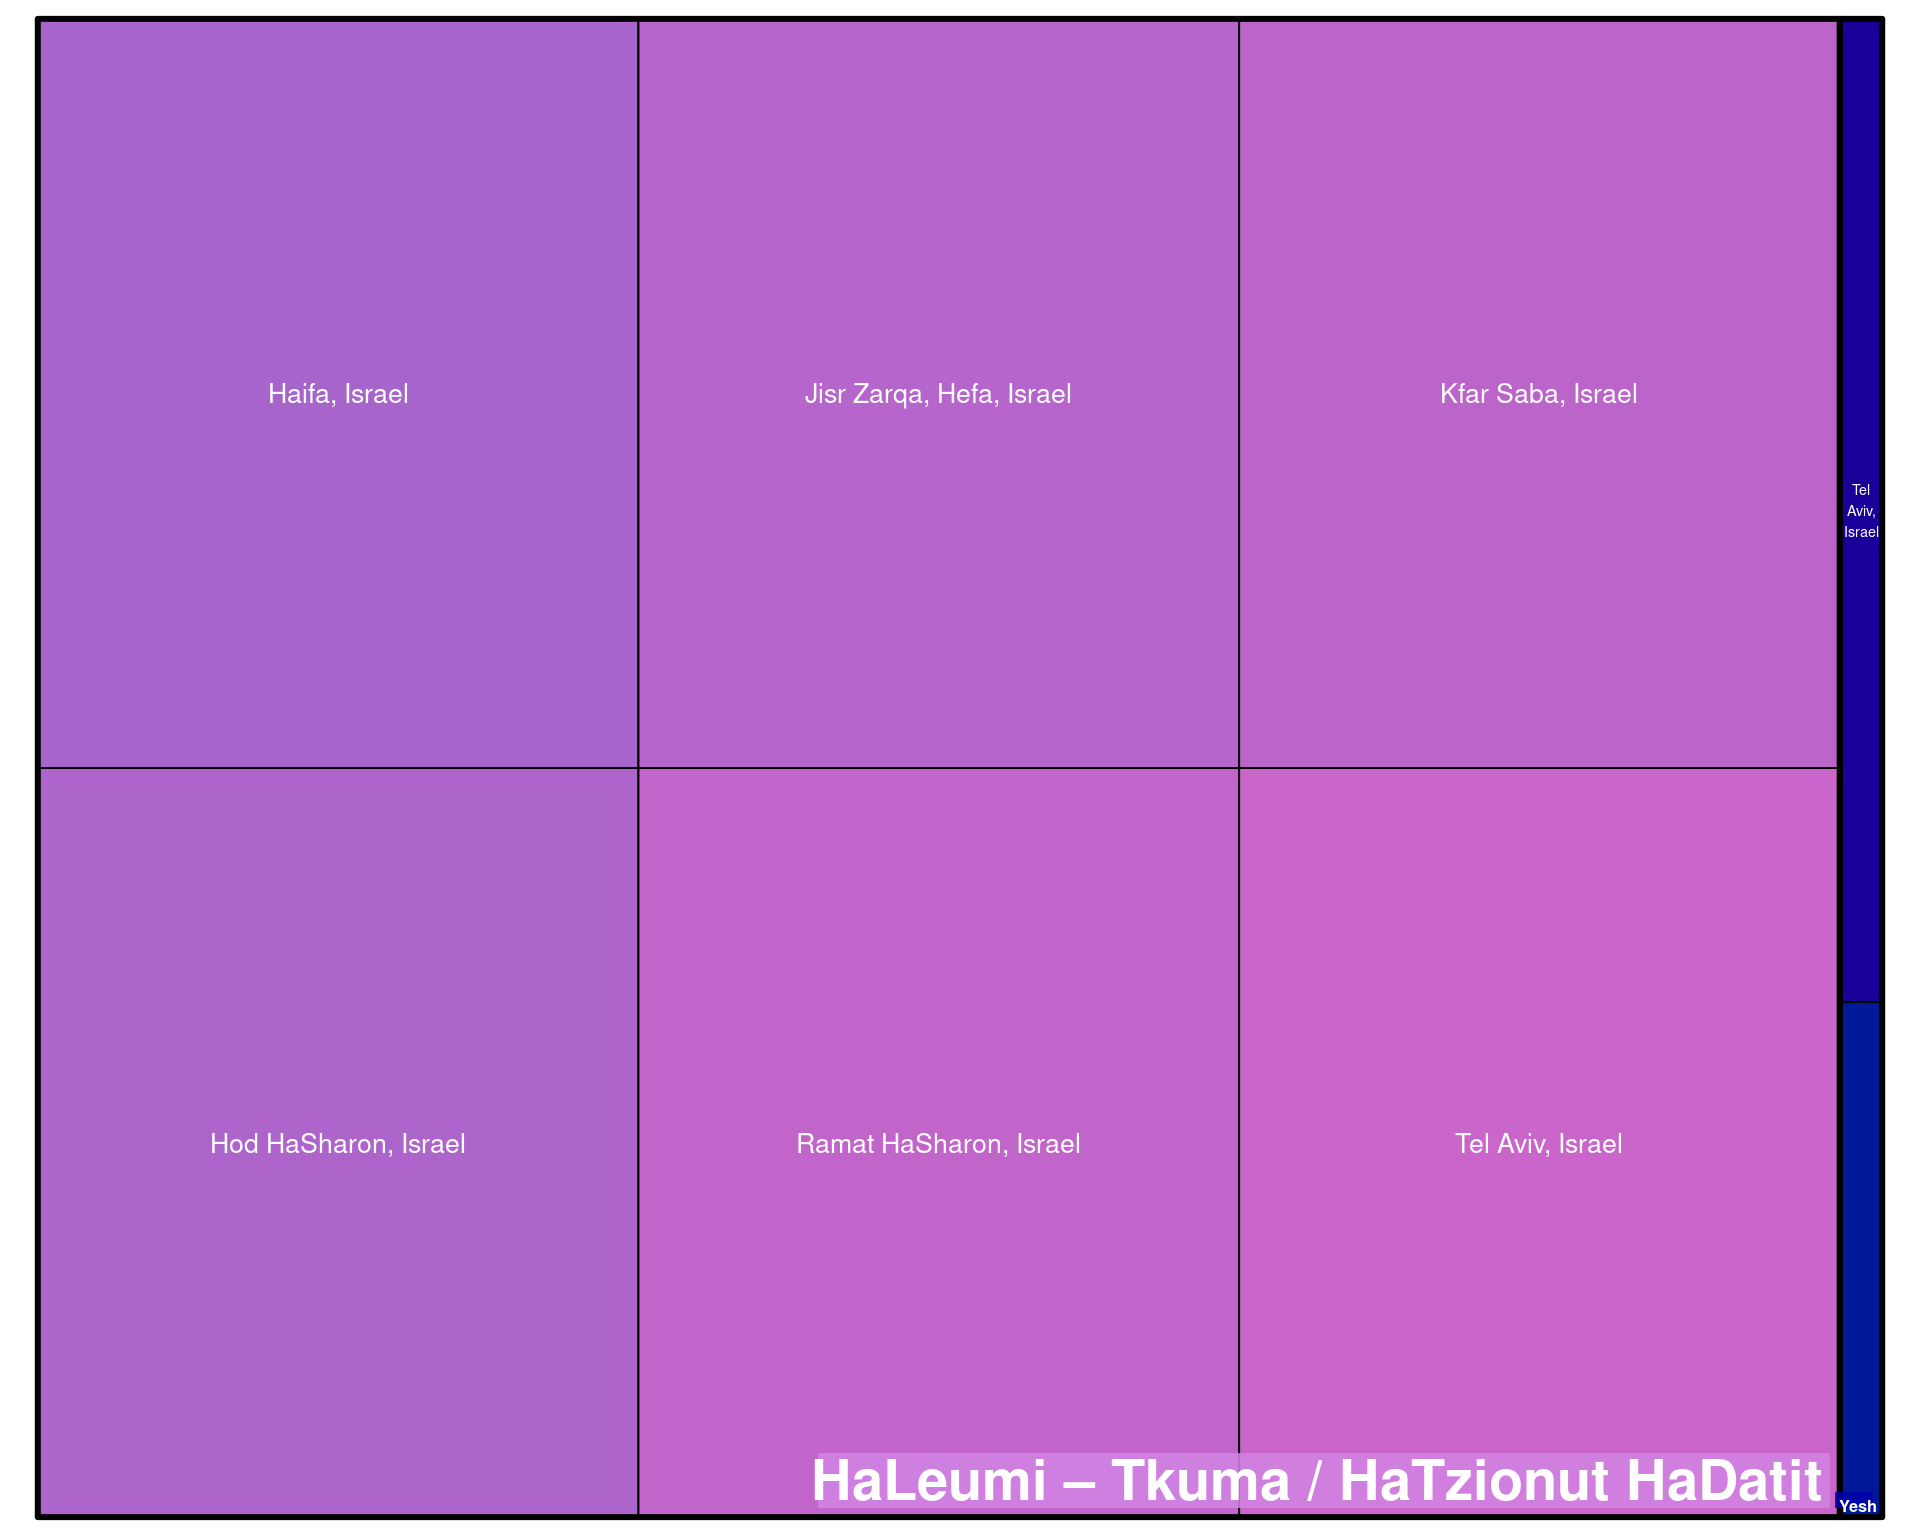 Haifa, Israel
Jisr Zarqa, Hefa, Israel
Kfar Saba, Israel
Tel
Aviv,
Israel
Hod HaSharon, Israel
Ramat HaSharon, Israel
Tel Aviv, Israel
HaLeumi – Tkuma / HaTzionut HaDatit
Yesh